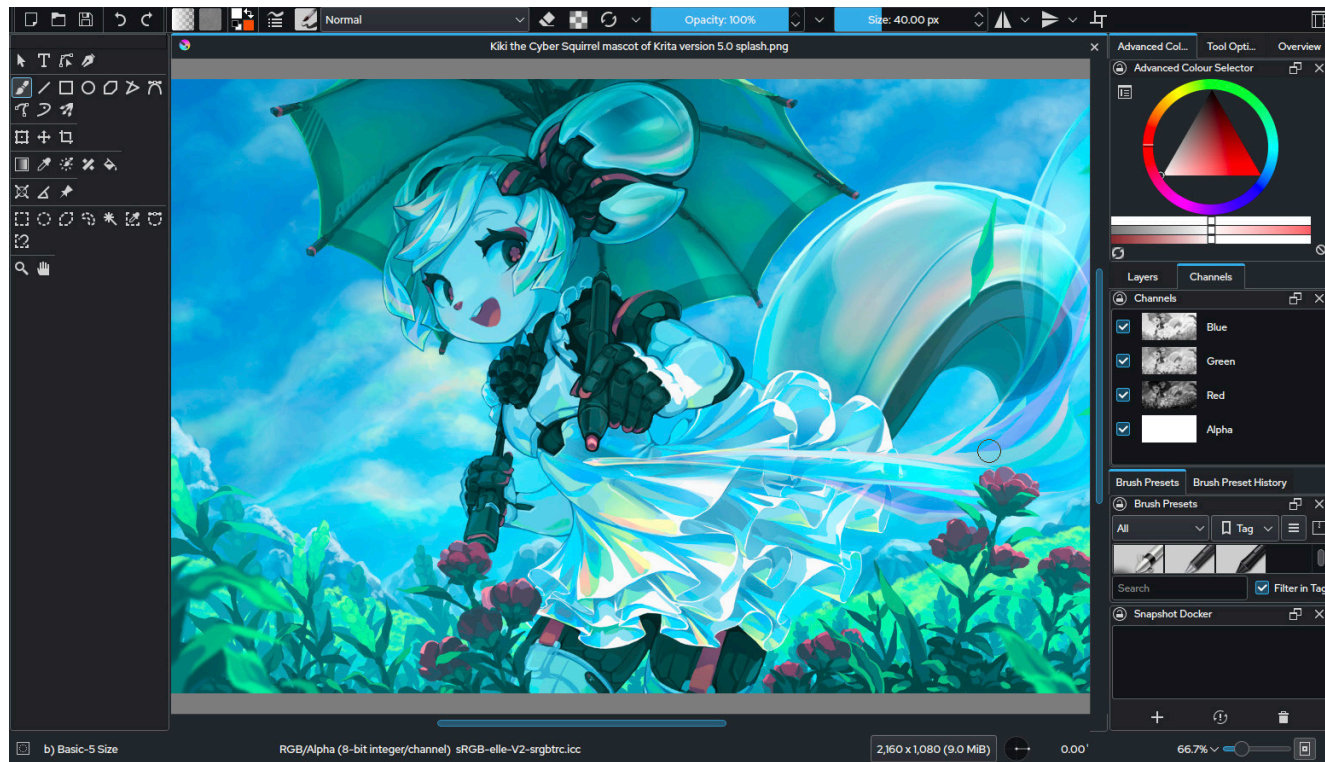 Normal
Opacity: 100%
Size: 40.00 px
Kiki the Cyber Squirrel mascot of Krita version 5.0 splash.png
Advanced Col...
Tool Opti...
Overview
Advanced Colour Selector
Layers
Channels
Channels
Blue
Green
Red
Alpha
Brush Presets
Brush Preset History
Brush Presets
All
Tag
Search
Filter in Tag
Snapshot Docker
b) Basic-5 Size
RGB/Alpha (8-bit integer/channel) sRGB-elle-V2-srgbtrc.icc
2,160 x 1,080 (9.0 MiB)
0.00°
66.7%